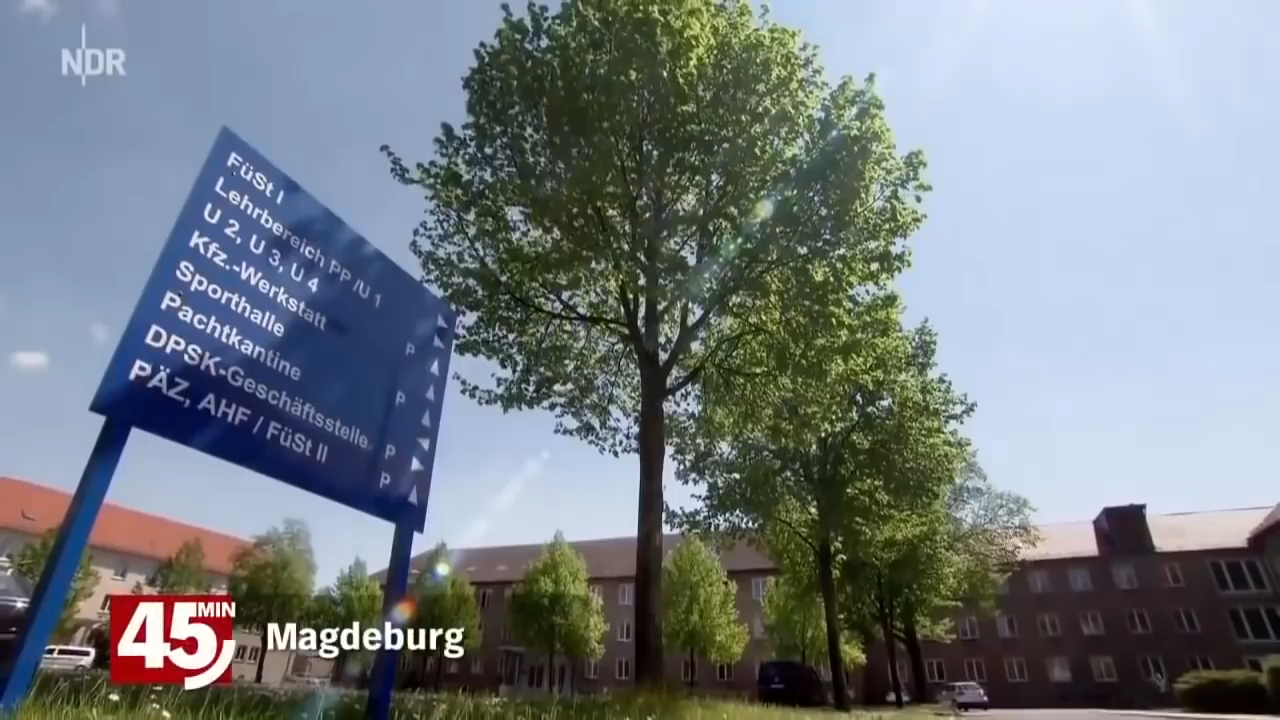 NDR
FüSt I
Lehrbereich PP /U 1
U 2, U 3, U 4
Kfz.-Werkstatt
P
Sporthalle
Pachtkantine
P
DPSK-Geschäftsstelle
P
PÄZ, AHF / FüSt II
P
45 MIN
Magdeburg